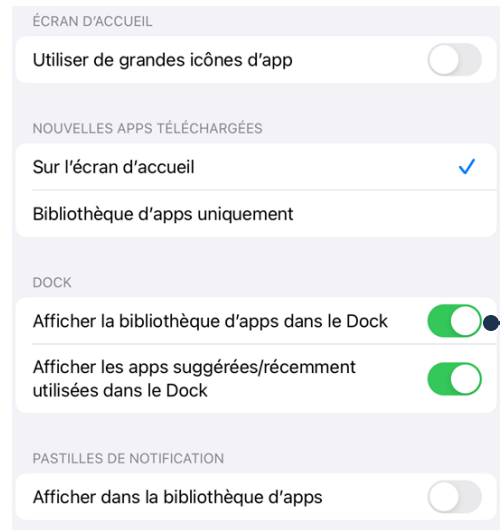 ÉCRAN D'ACCUEIL
Utiliser de grandes icônes d'app
NOUVELLES APPS TÉLÉCHARGÉES
Sur l'écran d'accueil
Bibliothèque d'apps uniquement
DOCK
Afficher la bibliothèque d'apps dans le Dock
Afficher les apps suggérées/récemment
utilisées dans le Dock
PASTILLES DE NOTIFICATION
Afficher dans la bibliothèque d'apps